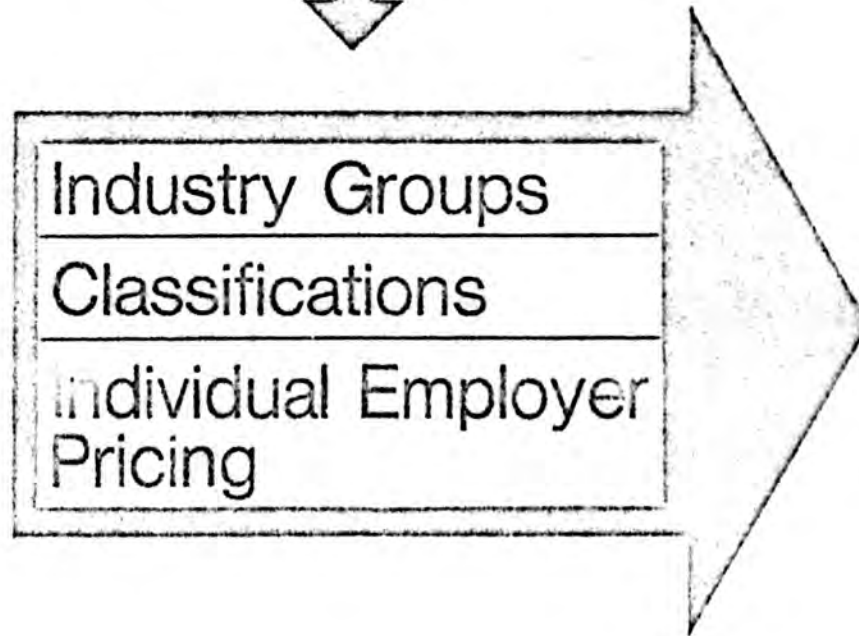 Industry Groups
Classifications
Individual Employer
Pricing